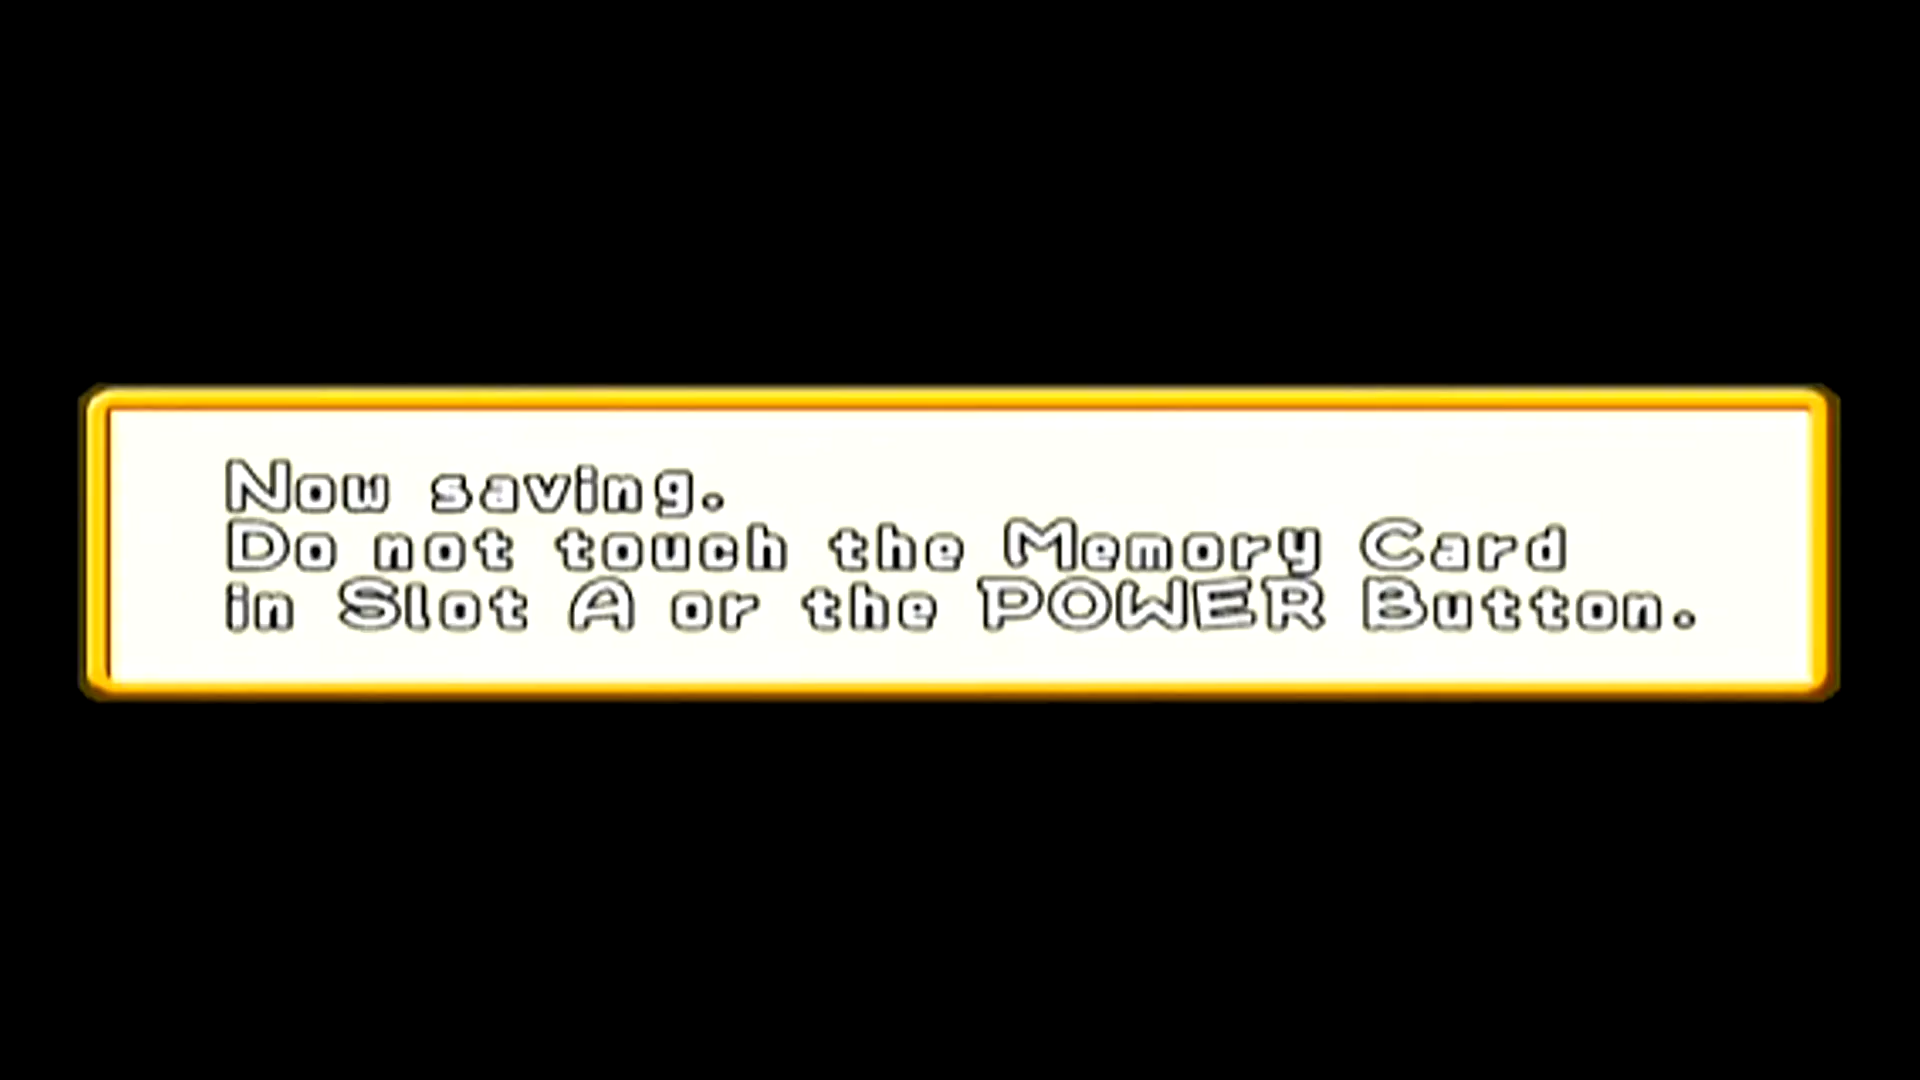 Now saving.
Do not touch the Memory Card
in Slot A or the POWER Button.